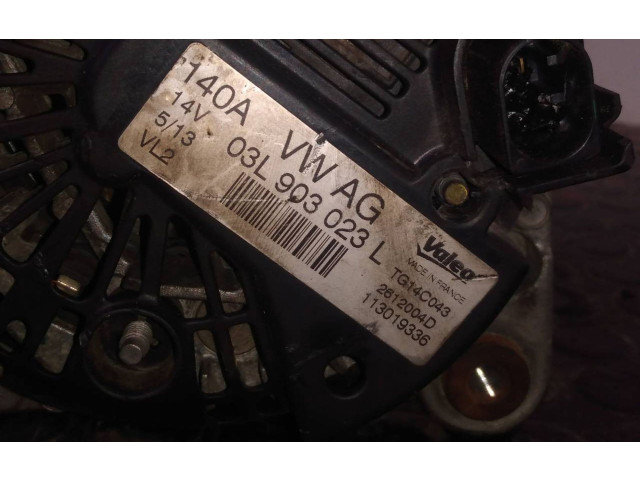 140A VW AG
14V 03L 903 023 L
5/13
VL2
Valeo
MADE IN FRANCE
TG14C043
2612004D
113019336